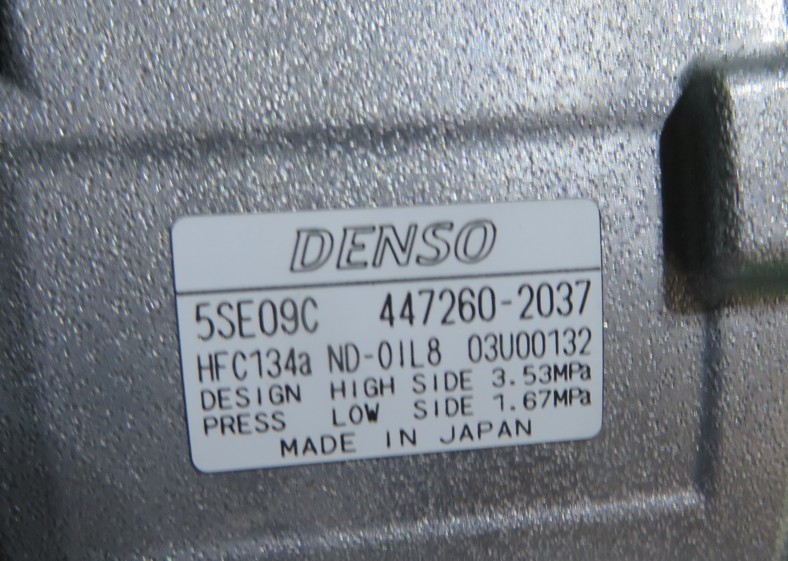 DENSO
5SE09C 447260-2037
HFC134a ND-OIL8 03U00132
DESIGN HIGH SIDE 3.53MPa
PRESS LOW SIDE 1.67MPa
MADE IN JAPAN